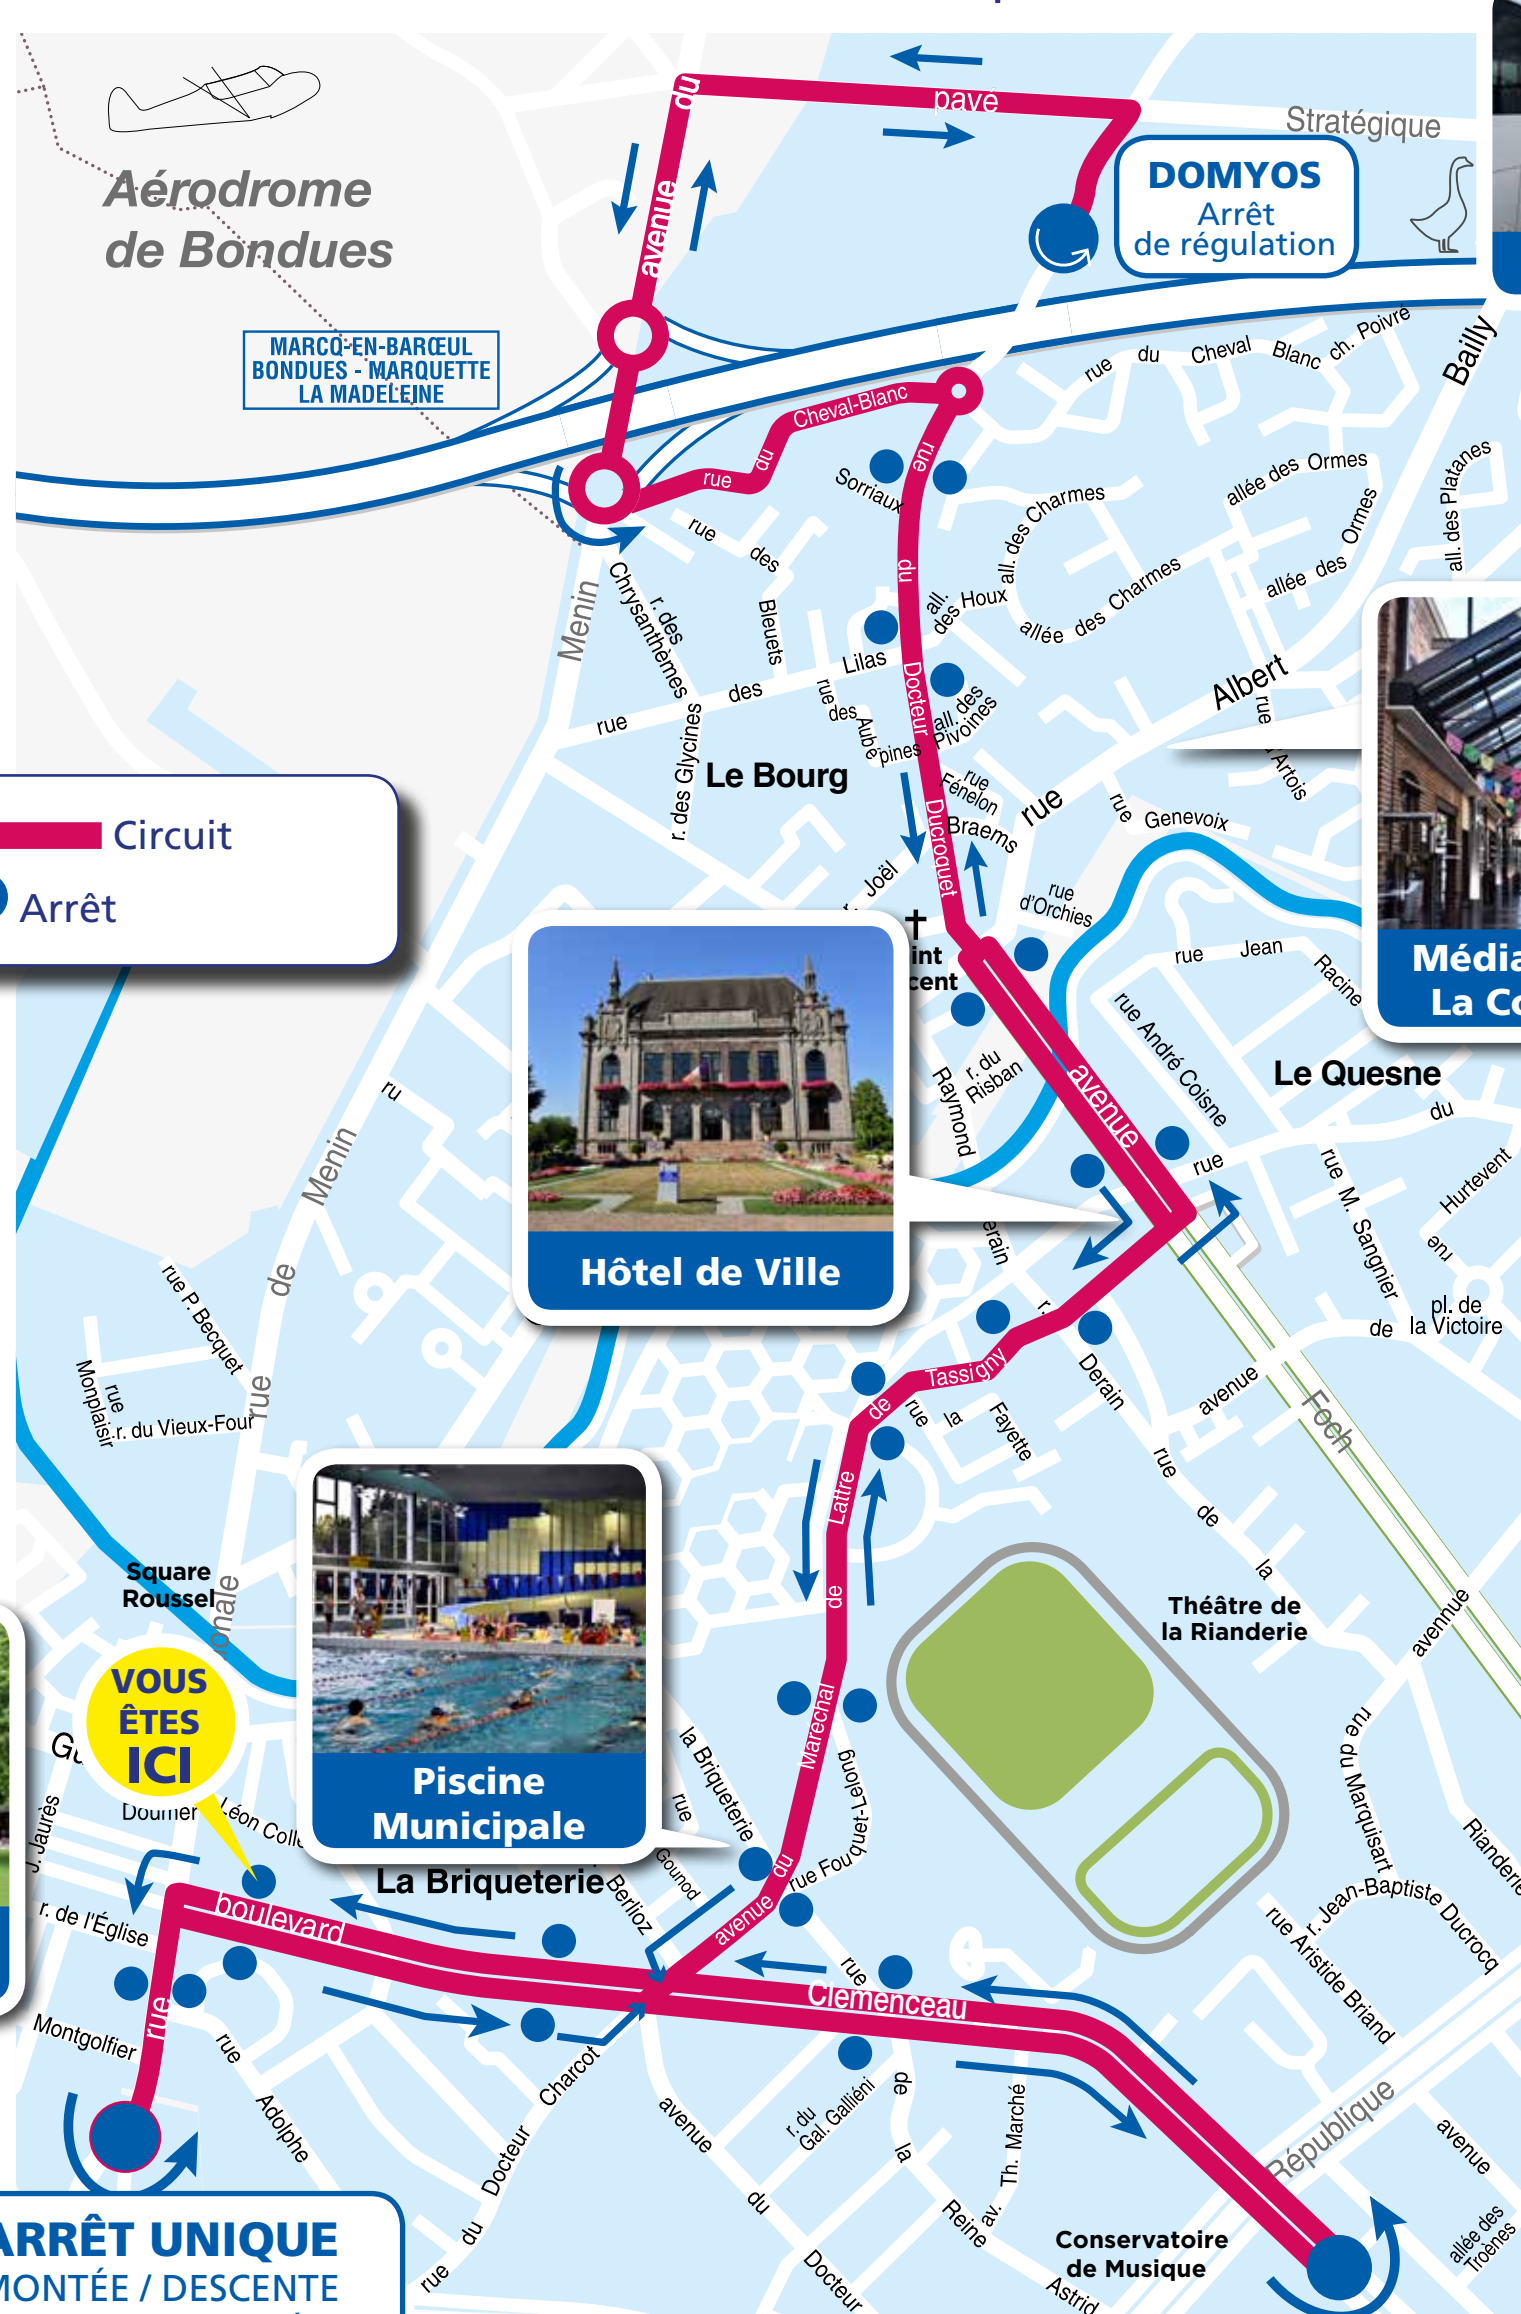 pavé
Stratégique
du
avenue
DOMYOS
Arrêt
de régulation
Aérodrome
de Bondues
MARCQ-EN-BARŒUL
BONDUES - MARQUETTE
LA MADELEINE
rue du Cheval Blanc
ch. Poivré
Bailly
rue du Cheval-Blanc
rue
Sorriaux
all. des Charmes
allée des Ormes
allée des Ormes
all. des Platanes
rue des
Bleuets
Menin
r. des
Chrysanthèmes
du
all.
des Houx
allée des Charmes
Lilas
des
rue
rue
des
Aubépines
Docteur
all. des
Pivoines
Albert
rue
d'Artois
r. des Glycines
Le Bourg
rue
Fénelon
Braems
rue
rue Genevoix
Ducroquet
Circuit
Arrêt
Joël
rue
d'Orchies
rue Jean
Racine
Média
La Co
rue André Coisne
Le Quesne
r. du
Risban
Raymond
avenue
ru
Menin
de
rue
du
rue
rue M. Sangnier
Hurtevent
rue
Hôtel de Ville
pl. de
la Victoire
de
avenue
rue P. Becquet
rue
Monplaisir
r. du Vieux-Four
r.
Derain
Tassigny
de
rue la
Fayette
Foch
Lattre
de
rue
de
la
Square
Roussel
Théâtre de
la Rianderie
avennue
VOUS
ÊTES
ICI
Piscine
Municipale
Maréchal
du
avenue
la Briqueterie
rue
Gounod
rue Foubert-Lelong
rue du Marquisart
Rianderie
J. Jaurès
Doumer
Léon Colle
La Briqueterie
Berlioz
r. Jean-Baptiste Ducrocq
rue Aristide Briand
r. de l'Église
boulevard
Clemenceau
rue
Montgolfier
rue
rue
Adolphe
rue du Docteur Charcot
avenue
du
Docteur
r. du
Gal. Galliéni
de
la
Reine
Astrid
av. Th. Marché
République
avenue
allée des
Troènes
Conservatoire
de Musique
ARRÊT UNIQUE
MONTÉE / DESCENTE